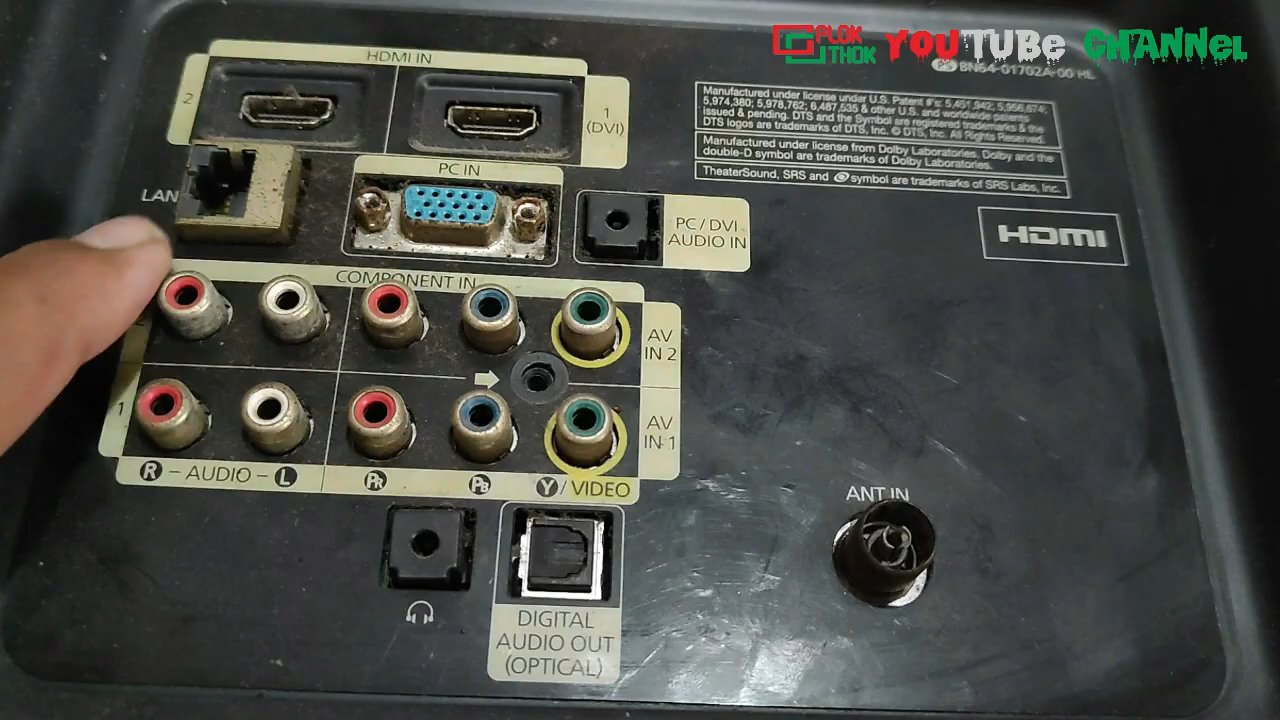 GPLOK GITHOK YOUTUBe CHANNeL
BN64-01702A-00 HL
HDMI IN
2
1
(DVI)
Manufactured under license under U.S. Patent #'s: 5,451,942; 5,956,674;
5,974,380; 5,978,762; 6,487,535 & other U.S. and worldwide patents
issued & pending. DTS and the Symbol are registered trademarks & the
DTS logos are trademarks of DTS, Inc. © DTS, Inc. All Rights Reserved.
Manufactured under license from Dolby Laboratories. Dolby and the
double-D symbol are trademarks of Dolby Laboratories.
TheaterSound, SRS and symbol are trademarks of SRS Labs, Inc.
LAN
PC IN
PC / DVI
AUDIO IN
HDMI
COMPONENT IN
AV
IN 2
1
AV
IN 1
R - AUDIO - L
PR
PB
Y / VIDEO
ANT IN
DIGITAL
AUDIO OUT
(OPTICAL)